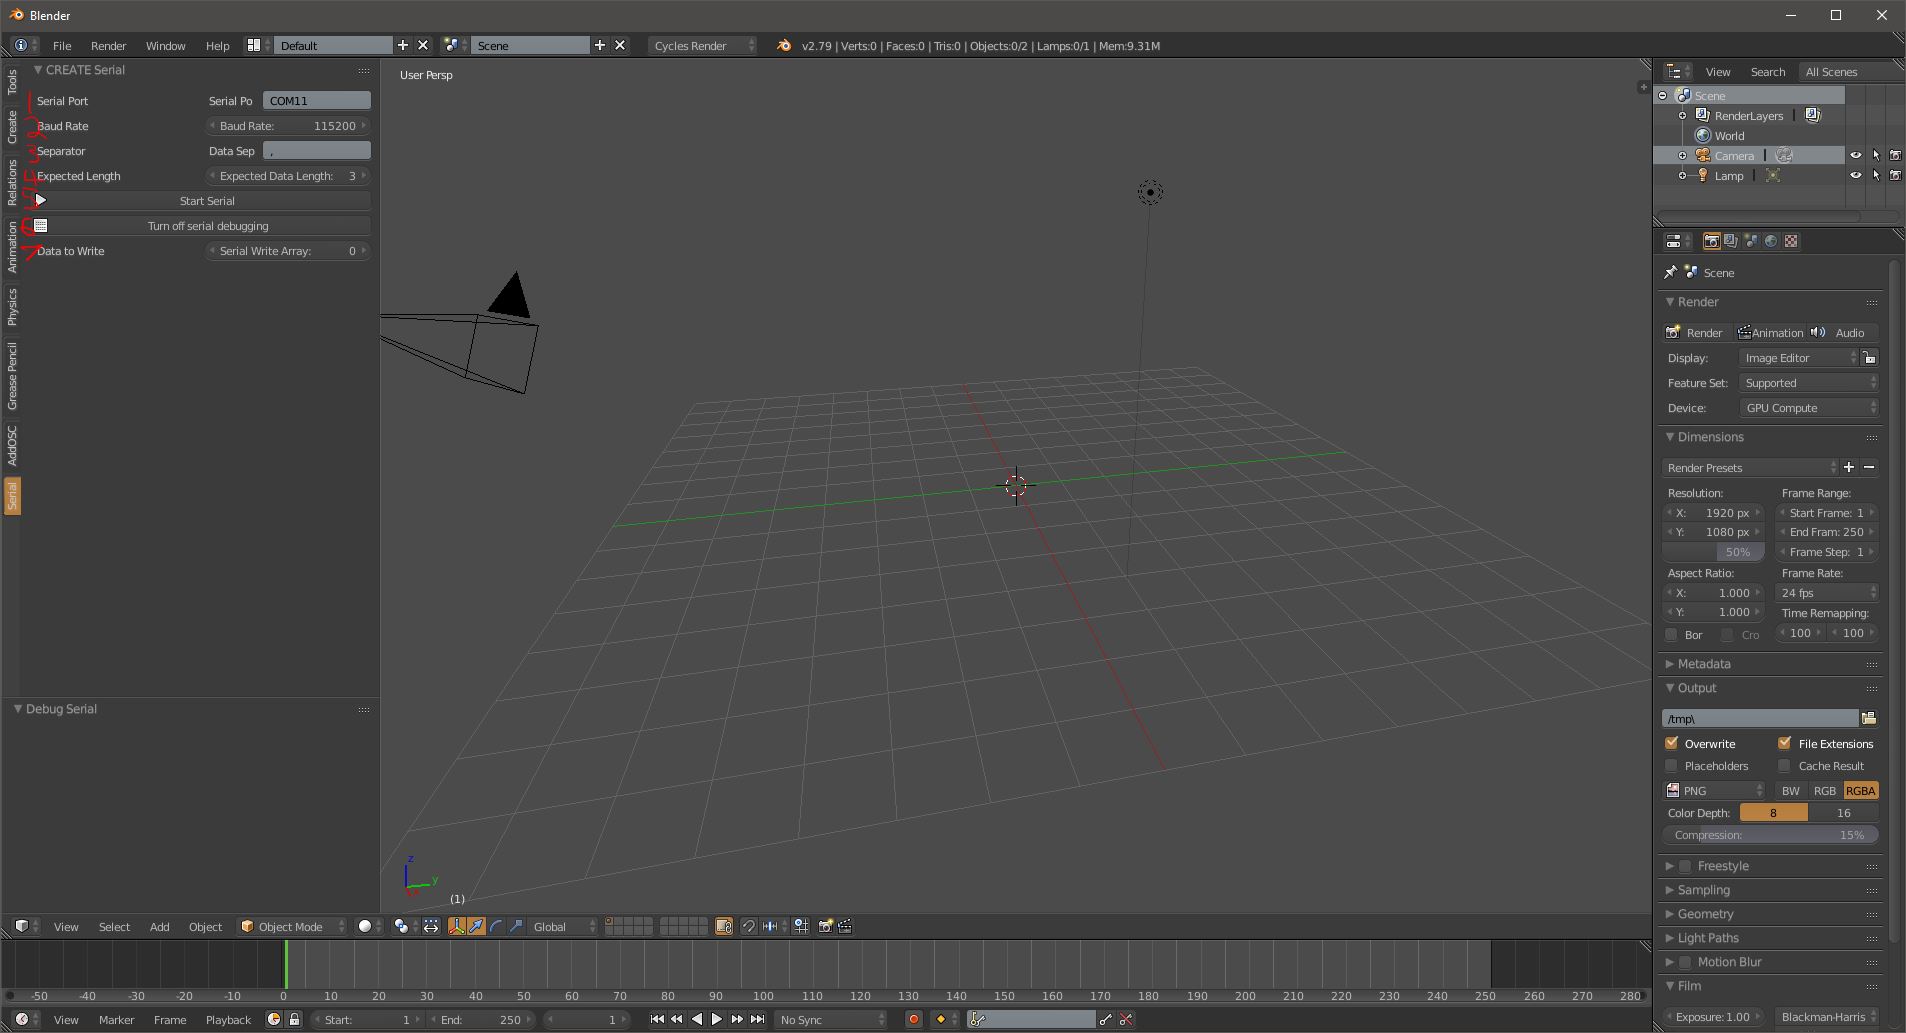 Blender
File Render Window Help Default Scene Cycles Render v2.79 | Verts:0 | Faces:0 | Tris:0 | Objects:0/2 | Lamps:0/1 | Mem:9.31M
CREATE Serial
1 Serial Port Serial Po COM11
2 Baud Rate Baud Rate: 115200
3 Separator Data Sep ,
4 Expected Length Expected Data Length: 3
5 Start Serial
6 Turn off serial debugging
7 Data to Write Serial Write Array: 0
Tools
Create
Relations
Animation
Physics
Grease Pencil
AddOSC
Serial
Debug Serial
User Persp
z
y
(1)
View Select Add Object Object Mode Global
-50 -40 -30 -20 -10 0 10 20 30 40 50 60 70 80 90 100 110 120 130 140 150 160 170 180 190 200 210 220 230 240 250 260 270 280
View Marker Frame Playback Start: 1 End: 250 1 No Sync
View Search All Scenes
Scene
RenderLayers |
World
Camera |
Lamp |
Scene
Render
Render Animation Audio
Display: Image Editor
Feature Set: Supported
Device: GPU Compute
Dimensions
Render Presets
Resolution: Frame Range:
X: 1920 px Start Frame: 1
Y: 1080 px End Fram: 250
50% Frame Step: 1
Aspect Ratio: Frame Rate:
X: 1.000 24 fps
Y: 1.000 Time Remapping:
Bor Cro 100 100
Metadata
Output
/tmp\
Overwrite File Extensions
Placeholders Cache Result
PNG BW RGB RGBA
Color Depth: 8 16
Compression: 15%
Freestyle
Sampling
Geometry
Light Paths
Motion Blur
Film
Exposure: 1.00 Blackman-Harris